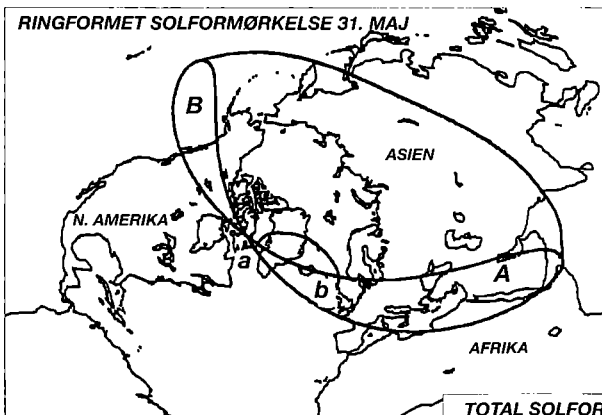 RINGFORMET SOLFORMØRKELSE 31. MAJ
B
ASIEN
N. AMERIKA
a
b
A
AFRIKA
TOTAL SOLFOR